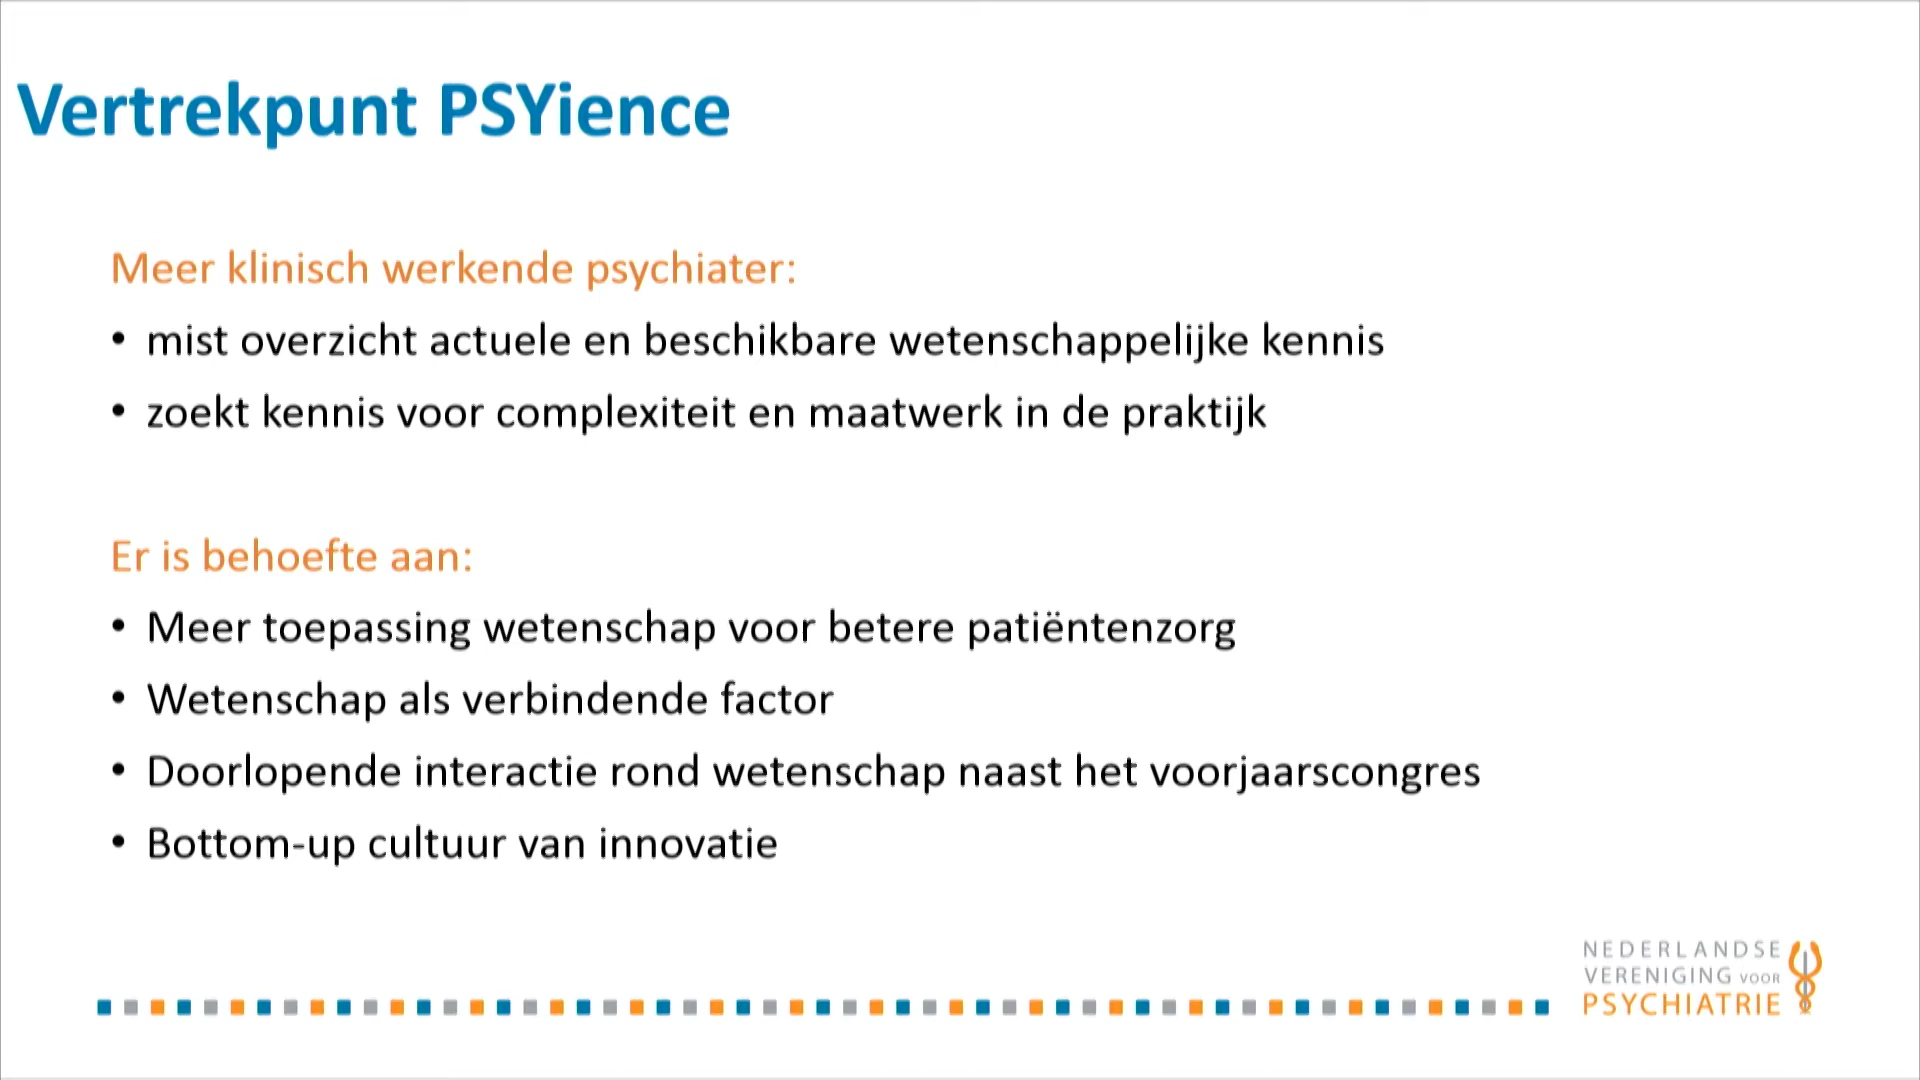 Vertrekpunt PSYience
Meer klinisch werkende psychiater:
• mist overzicht actuele en beschikbare wetenschappelijke kennis
• zoekt kennis voor complexiteit en maatwerk in de praktijk
Er is behoefte aan:
• Meer toepassing wetenschap voor betere patiëntenzorg
• Wetenschap als verbindende factor
• Doorlopende interactie rond wetenschap naast het voorjaarscongres
• Bottom-up cultuur van innovatie
NEDERLANDSE
VERENIGING VOOR
PSYCHIATRIE